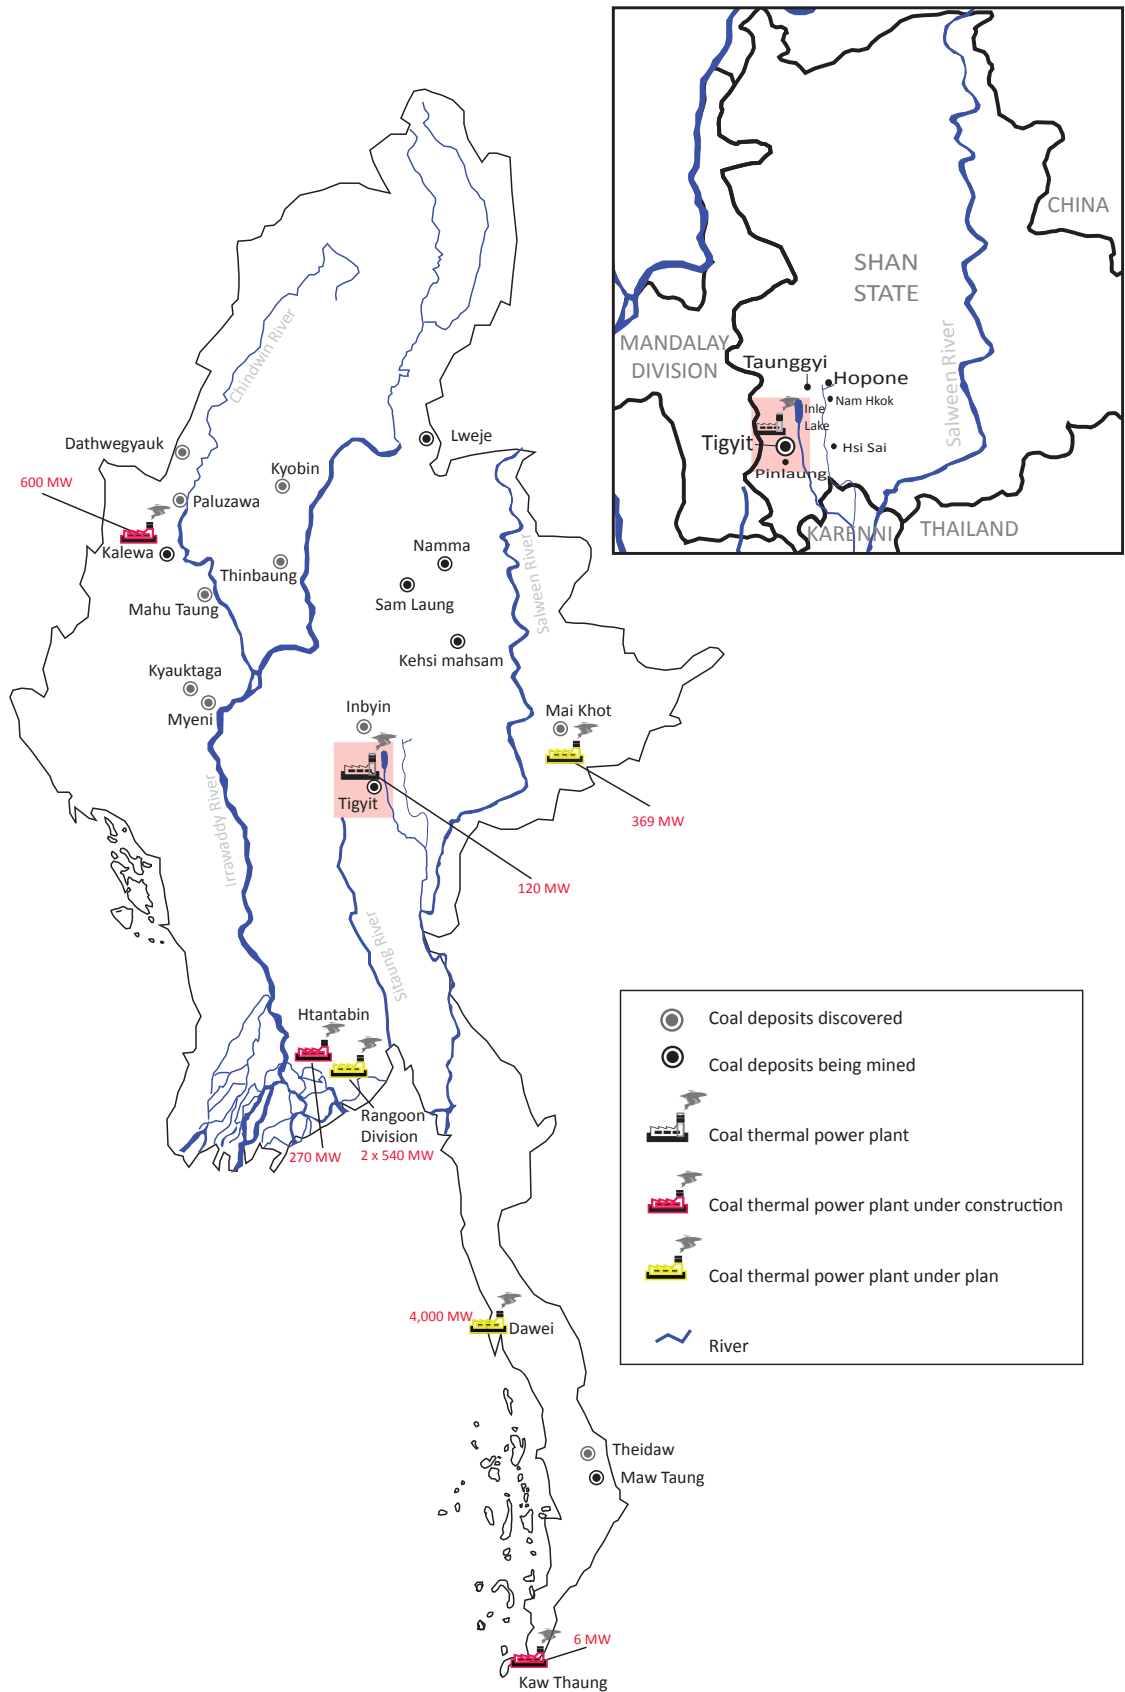 CHINA
SHAN
STATE
MANDALAY
DIVISION
Salween River
Taunggyi
Hopone
Nam Hkok
Inle
Lake
Tigyit
Hsi Sai
Pinlaung
KARENNI
THAILAND
Chindwin River
Dathwegyauk
Lweje
Kyobin
600 MW
Paluzawa
Kalewa
Namma
Thinbaung
Salween River
Mahu Taung
Sam Laung
Kehsi mahsam
Kyauktaga
Myeni
Inbyin
Mai Khot
Tigyit
369 MW
Irrawaddy River
120 MW
Sittaung River
Htantabin
Rangoon
Division
270 MW
2 x 540 MW
Coal deposits discovered
Coal deposits being mined
Coal thermal power plant
Coal thermal power plant under construction
Coal thermal power plant under plan
River
4,000 MW
Dawei
Theidaw
Maw Taung
6 MW
Kaw Thaung